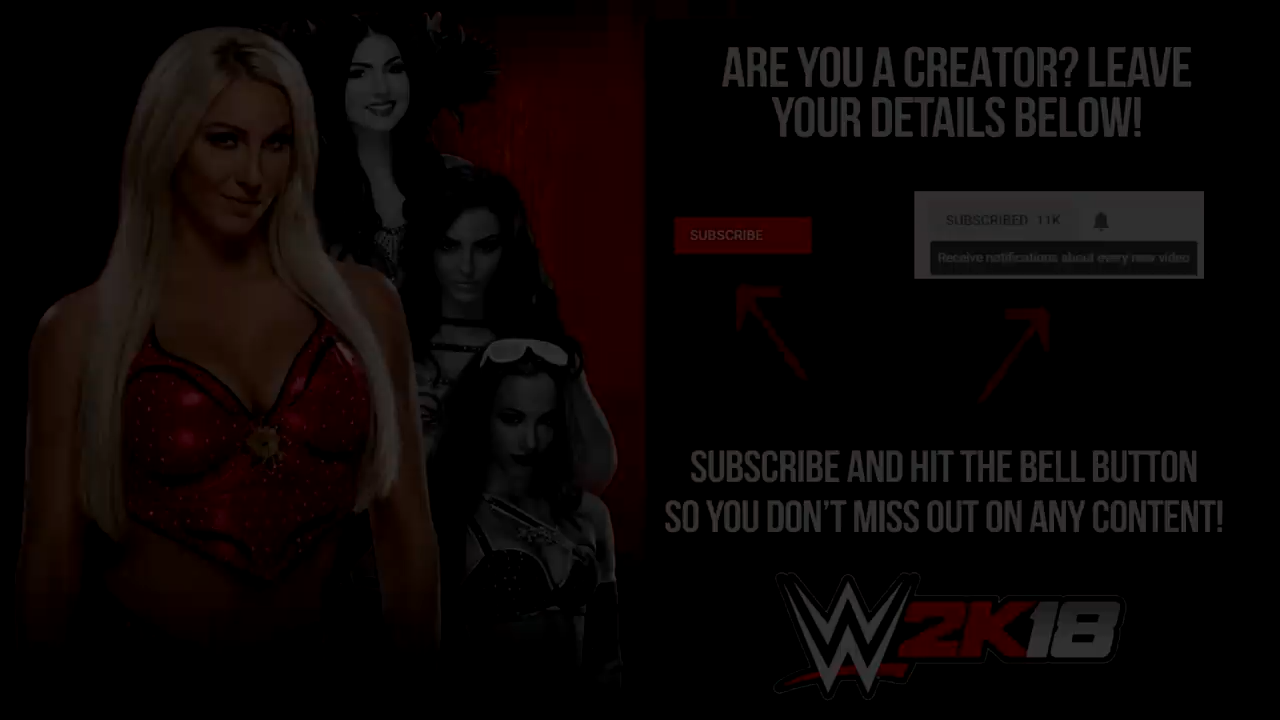 ARE YOU A CREATOR? LEAVE
YOUR DETAILS BELOW!
SUBSCRIBE
SUBSCRIBED 11K
Receive notifications about every new video
SUBSCRIBE AND HIT THE BELL BUTTON
SO YOU DON'T MISS OUT ON ANY CONTENT!
W 2K18